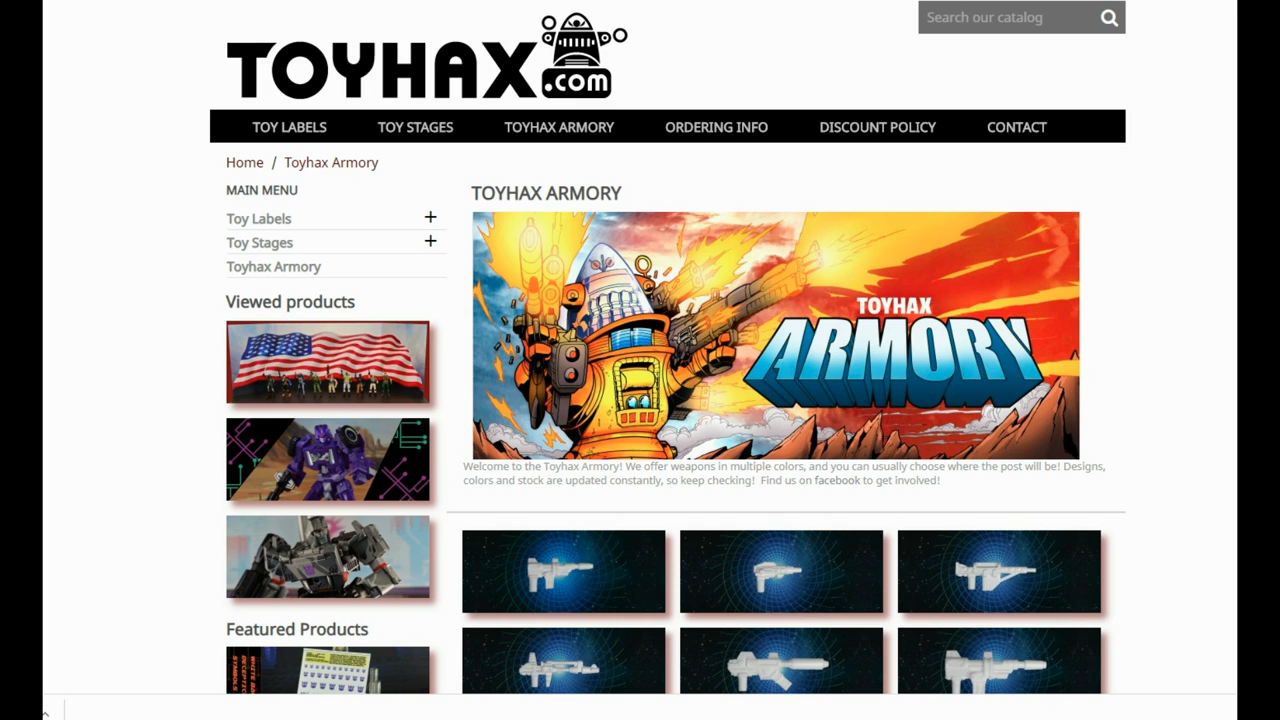 Search our catalog
TOYHAX
.com
TOY LABELS TOY STAGES TOYHAX ARMORY ORDERING INFO DISCOUNT POLICY CONTACT
Home / Toyhax Armory
MAIN MENU
Toy Labels +
Toy Stages +
Toyhax Armory
Viewed products
Featured Products
WHITE
DECEPTIC
SYMBOLS
TOYHAX ARMORY
TOYHAX
ARMORY
Welcome to the Toyhax Armory! We offer weapons in multiple colors, and you can usually choose where the post will be! Designs,
colors and stock are updated constantly, so keep checking!  Find us on facebook to get involved!